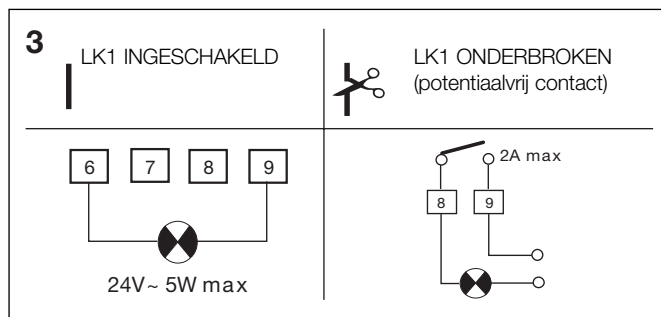 3
LK1 INGESCHAKELD
LK1 ONDERBROKEN
(potentiaalvrij contact)
6 7 8 9
24V~ 5W max
2A max
8 9